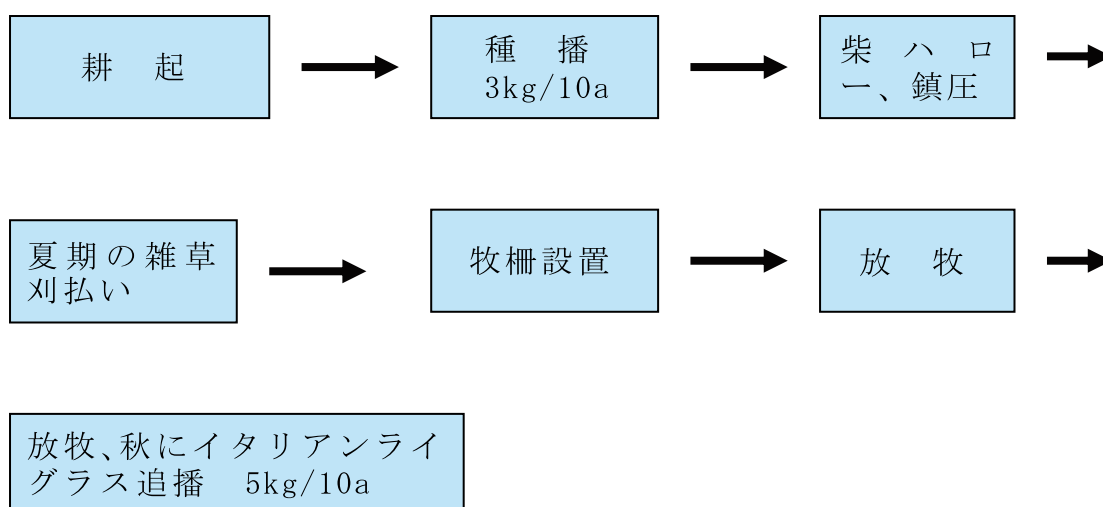 耕　起
種　播
3kg/10a
柴 ハ ロ
ー、鎮圧
夏期の雑草
刈払い
牧柵設置
放　牧
放牧、秋にイタリアンライ
グラス追播　5kg/10a